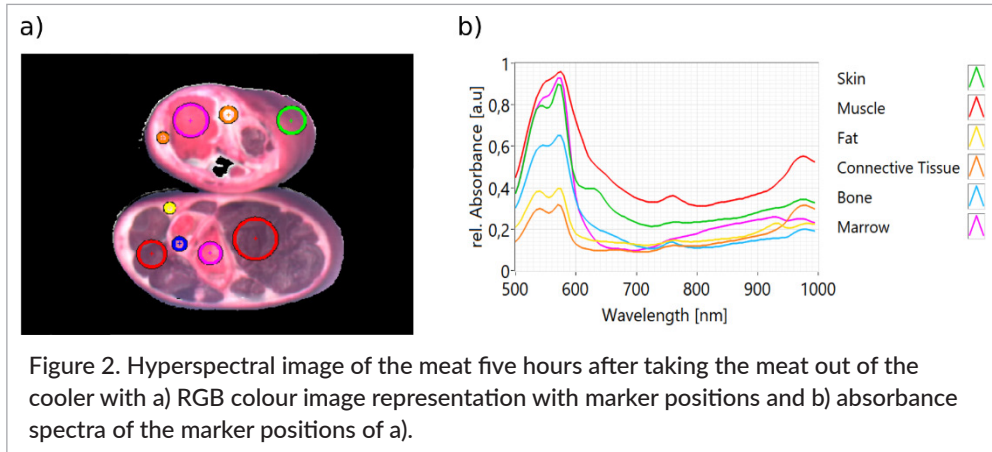 a)
b)
1
0,8
0,6
0,4
0,2
0
500 600 700 800 900 1000
rel. Absorbance [a.u]
Wavelength [nm]
Skin
Muscle
Fat
Connective Tissue
Bone
Marrow
Figure 2. Hyperspectral image of the meat five hours after taking the meat out of the
cooler with a) RGB colour image representation with marker positions and b) absorbance
spectra of the marker positions of a).